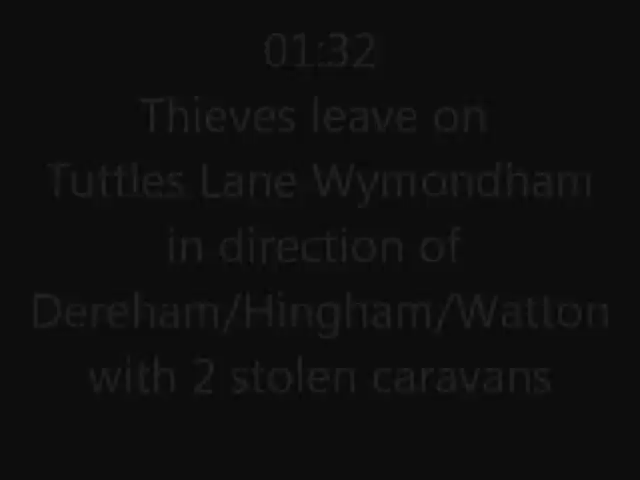 01:32
Thieves leave on
Tuttles Lane Wymondham
in direction of
Dereham/Hingham/Watton
with 2 stolen caravans